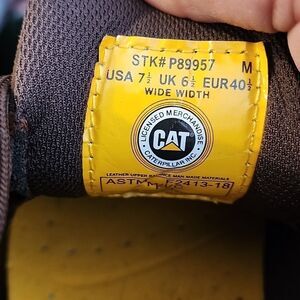 STK# P89957 M
USA 7½ UK 6½ EUR 40½
WIDE WIDTH
LICENSED MERCHANDISE
CAT
CATERPILLAR INC.
LEATHER UPPER BALANCE MAN MADE MATERIALS
ASTM F2413-18